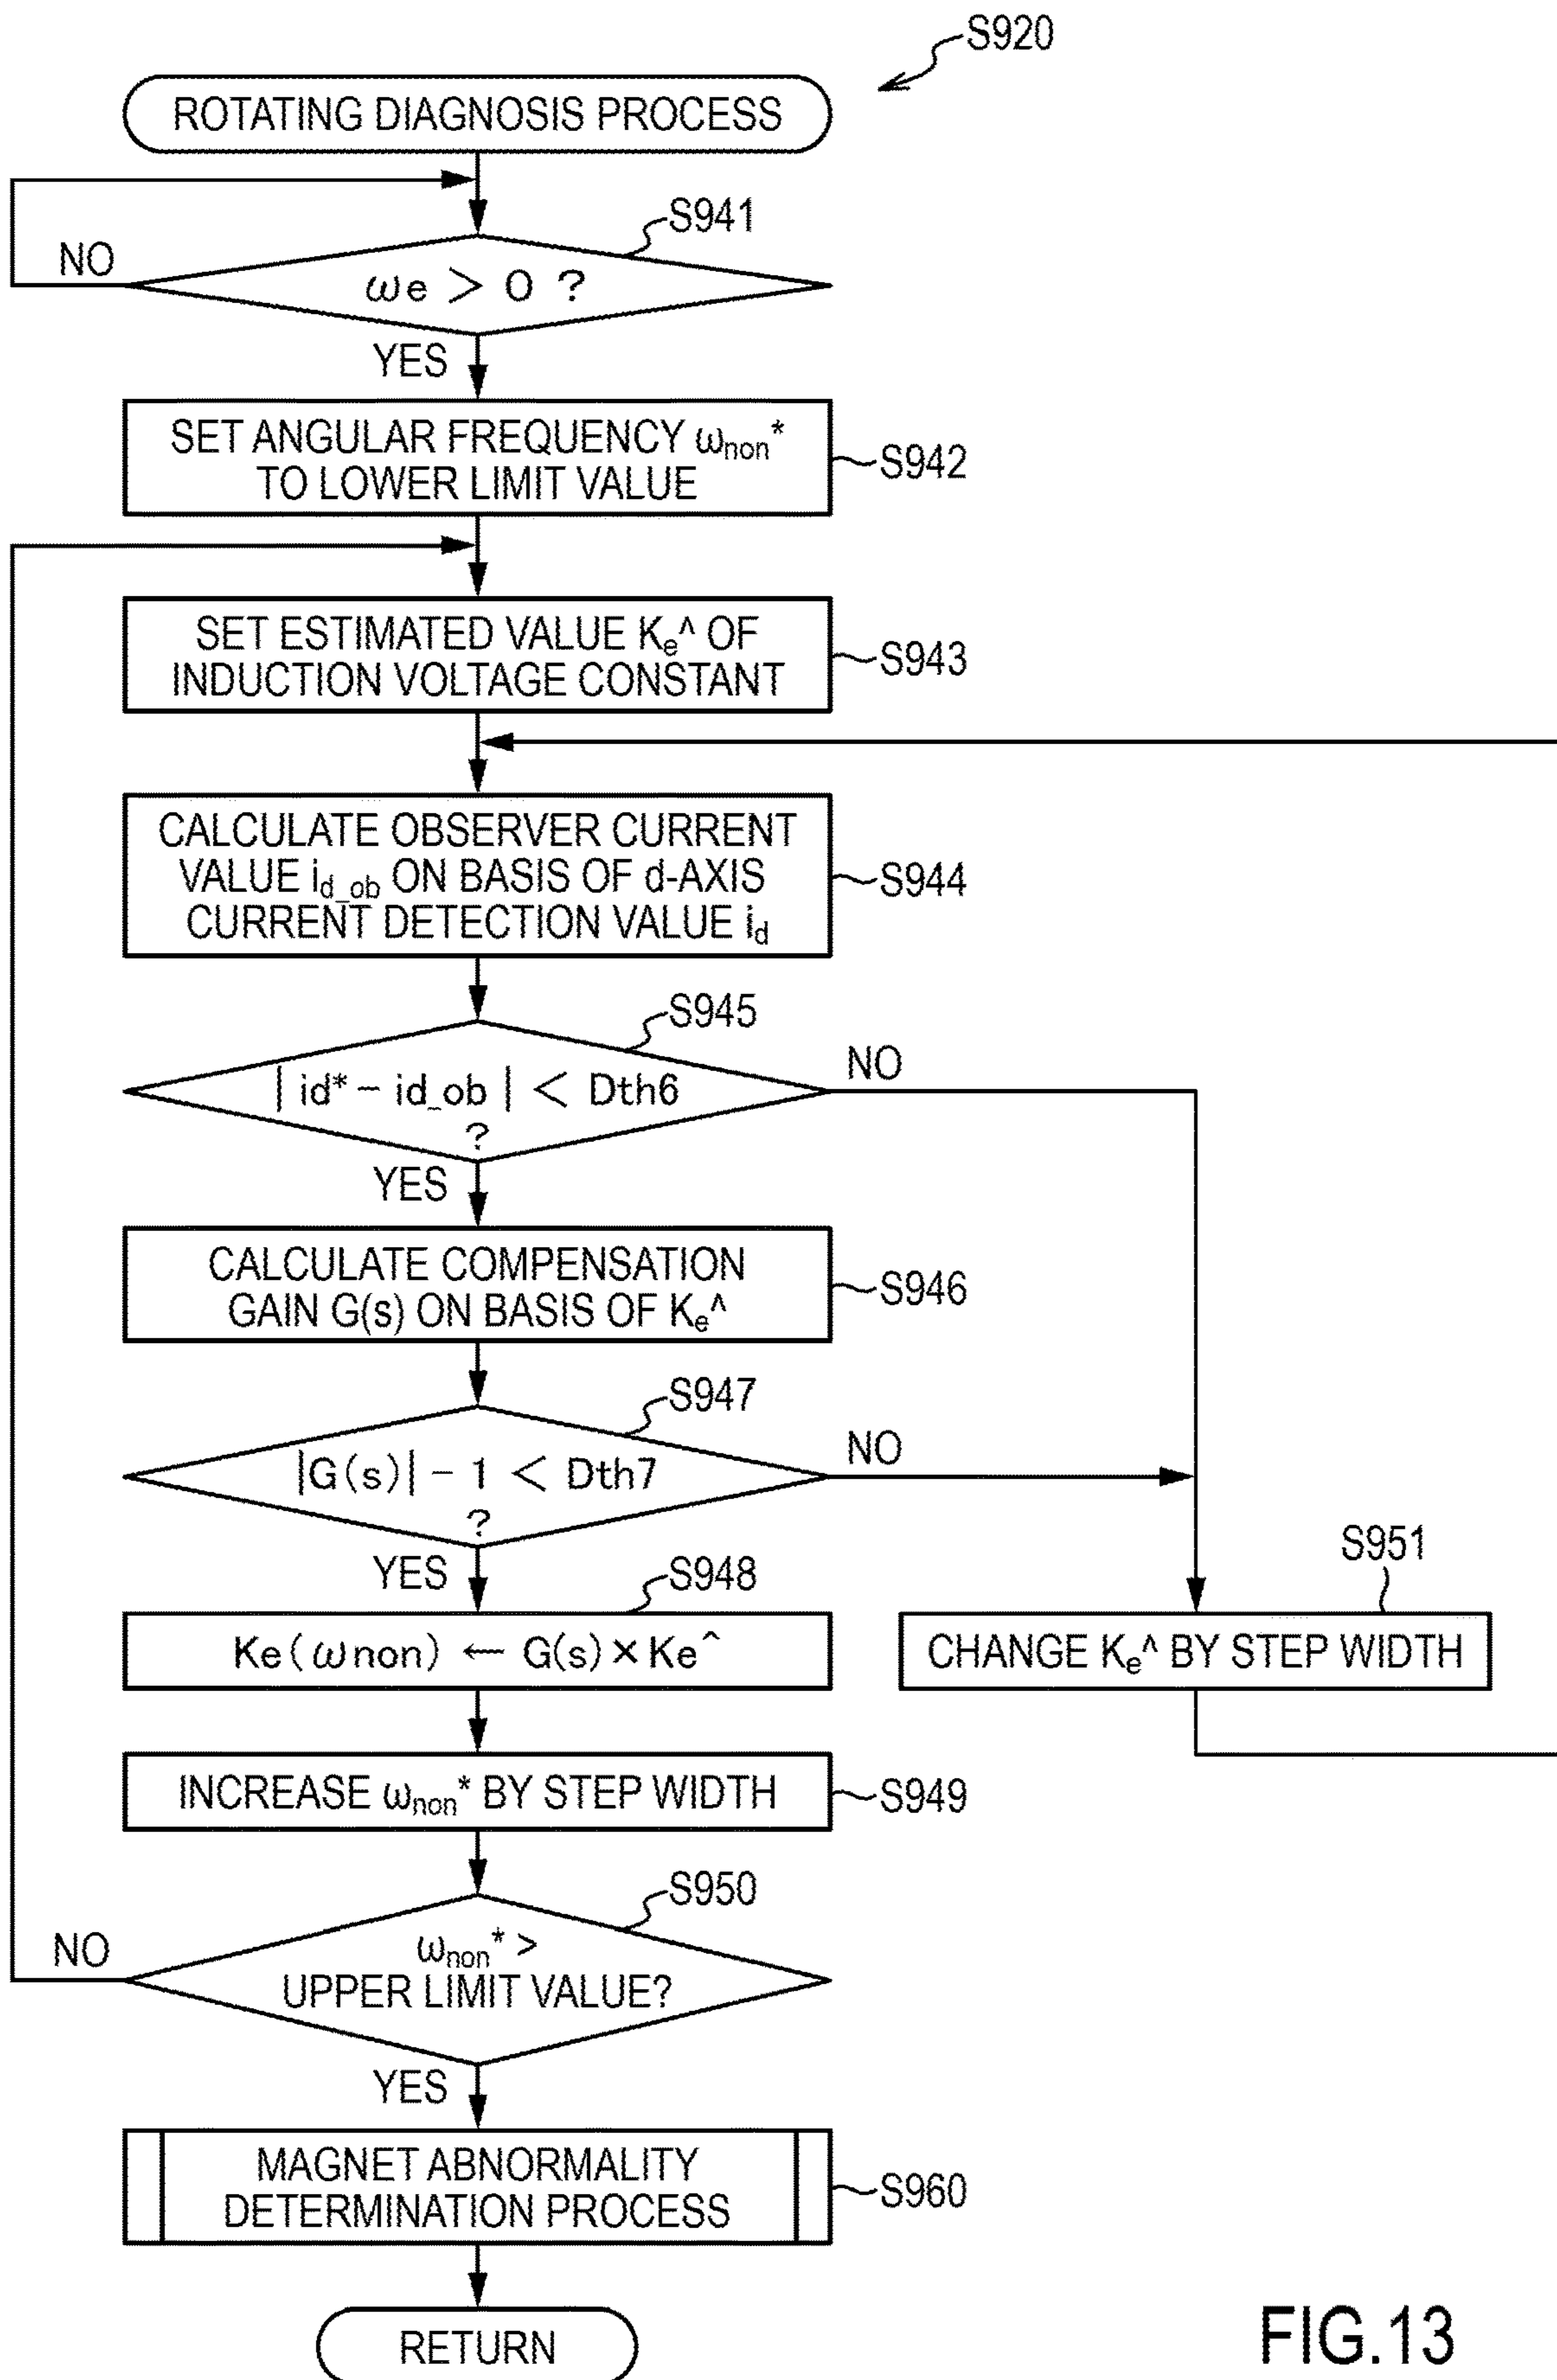 S920
ROTATING DIAGNOSIS PROCESS
S941
NO
ωe > 0 ?
YES
SET ANGULAR FREQUENCY ωnon*
TO LOWER LIMIT VALUE
S942
SET ESTIMATED VALUE Ke^ OF
INDUCTION VOLTAGE CONSTANT
S943
CALCULATE OBSERVER CURRENT
VALUE id_ob ON BASIS OF d-AXIS
CURRENT DETECTION VALUE id
S944
S945
NO
| id* - id_ob | < Dth6
?
YES
CALCULATE COMPENSATION
GAIN G(s) ON BASIS OF Ke^
S946
S947
NO
|G(s)| - 1 < Dth7
?
YES
S948
S951
Ke(ωnon) ← G(s)×Ke^
CHANGE Ke^ BY STEP WIDTH
INCREASE ωnon* BY STEP WIDTH
S949
S950
NO
ωnon* >
UPPER LIMIT VALUE?
YES
MAGNET ABNORMALITY
DETERMINATION PROCESS
S960
RETURN
FIG.13